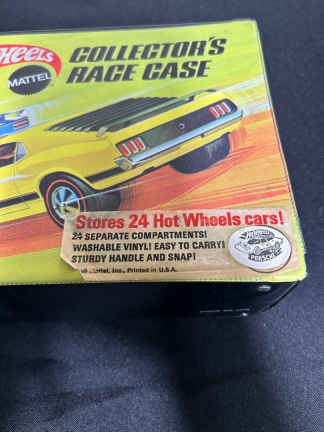 Wheels
MATTEL
COLLECTOR'S
RACE CASE
Stores 24 Hot Wheels cars!
24 SEPARATE COMPARTMENTS!
WASHABLE VINYL! EASY TO CARRY!
STURDY HANDLE AND SNAP!
Mattel, Inc., Printed in U.S.A.
PORSCHE